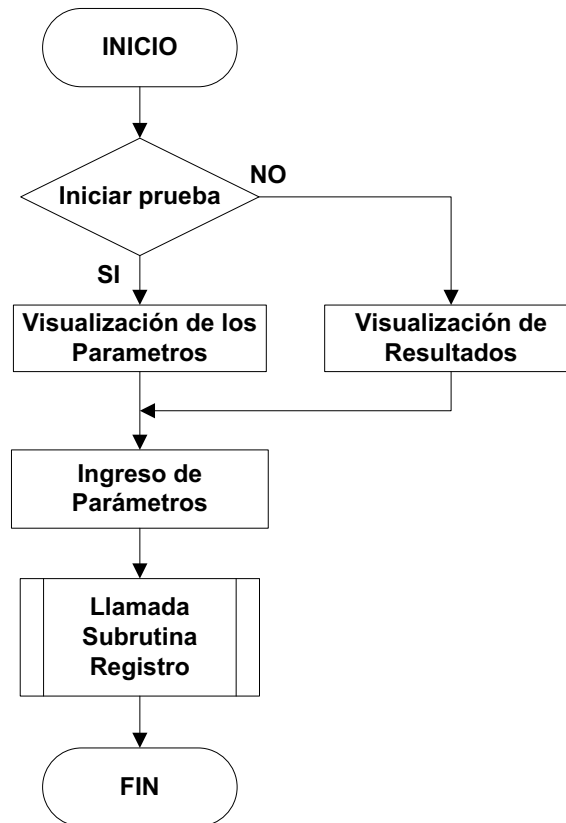 INICIO
Iniciar prueba
NO
SI
Visualización de los
Parametros
Visualización de
Resultados
Ingreso de
Parámetros
Llamada
Subrutina
Registro
FIN